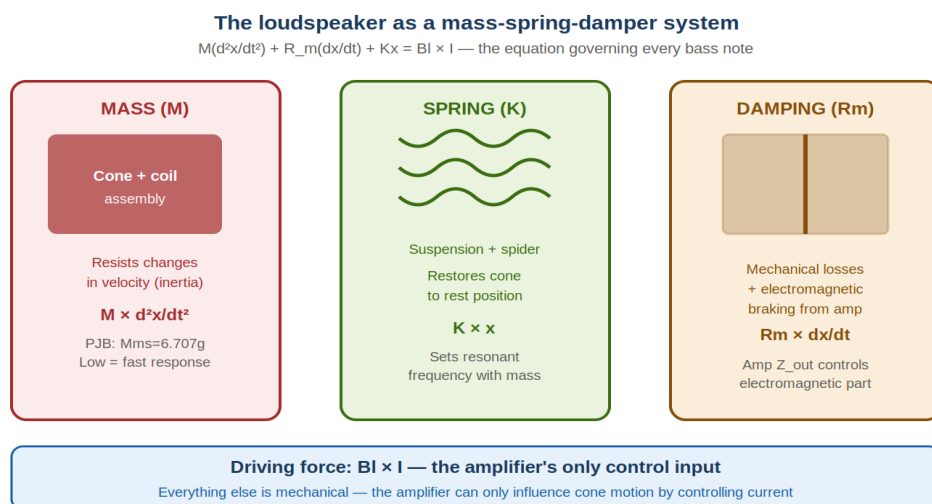 The loudspeaker as a mass-spring-damper system
M(d²x/dt²) + R_m(dx/dt) + Kx = Bl × I — the equation governing every bass note
MASS (M)
Cone + coil
assembly
Resists changes
in velocity (inertia)
M × d²x/dt²
PJB: Mms=6.707g
Low = fast response
SPRING (K)
Suspension + spider
Restores cone
to rest position
K × x
Sets resonant
frequency with mass
DAMPING (Rm)
Mechanical losses
+ electromagnetic
braking from amp
Rm × dx/dt
Amp Z_out controls
electromagnetic part
Driving force: Bl × I — the amplifier's only control input
Everything else is mechanical — the amplifier can only influence cone motion by controlling current